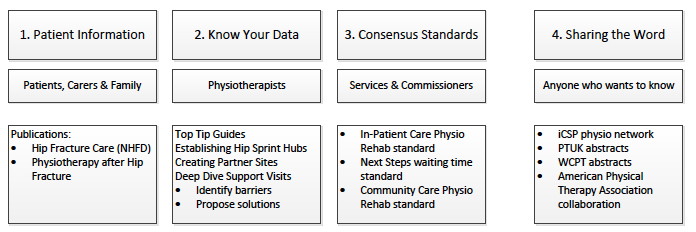 1. Patient Information
Patients, Carers & Family
Publications:
• Hip Fracture Care (NHFD)
• Physiotherapy after Hip
Fracture
2. Know Your Data
Physiotherapists
Top Tip Guides
Establishing Hip Sprint Hubs
Creating Partner Sites
Deep Dive Support Visits
• Identify barriers
• Propose solutions
3. Consensus Standards
Services & Commissioners
• In-Patient Care Physio
Rehab standard
• Next Steps waiting time
standard
• Community Care Physio
Rehab standard
4. Sharing the Word
Anyone who wants to know
• iCSP physio network
• PTUK abstracts
• WCPT abstracts
• American Physical
Therapy Association
collaboration